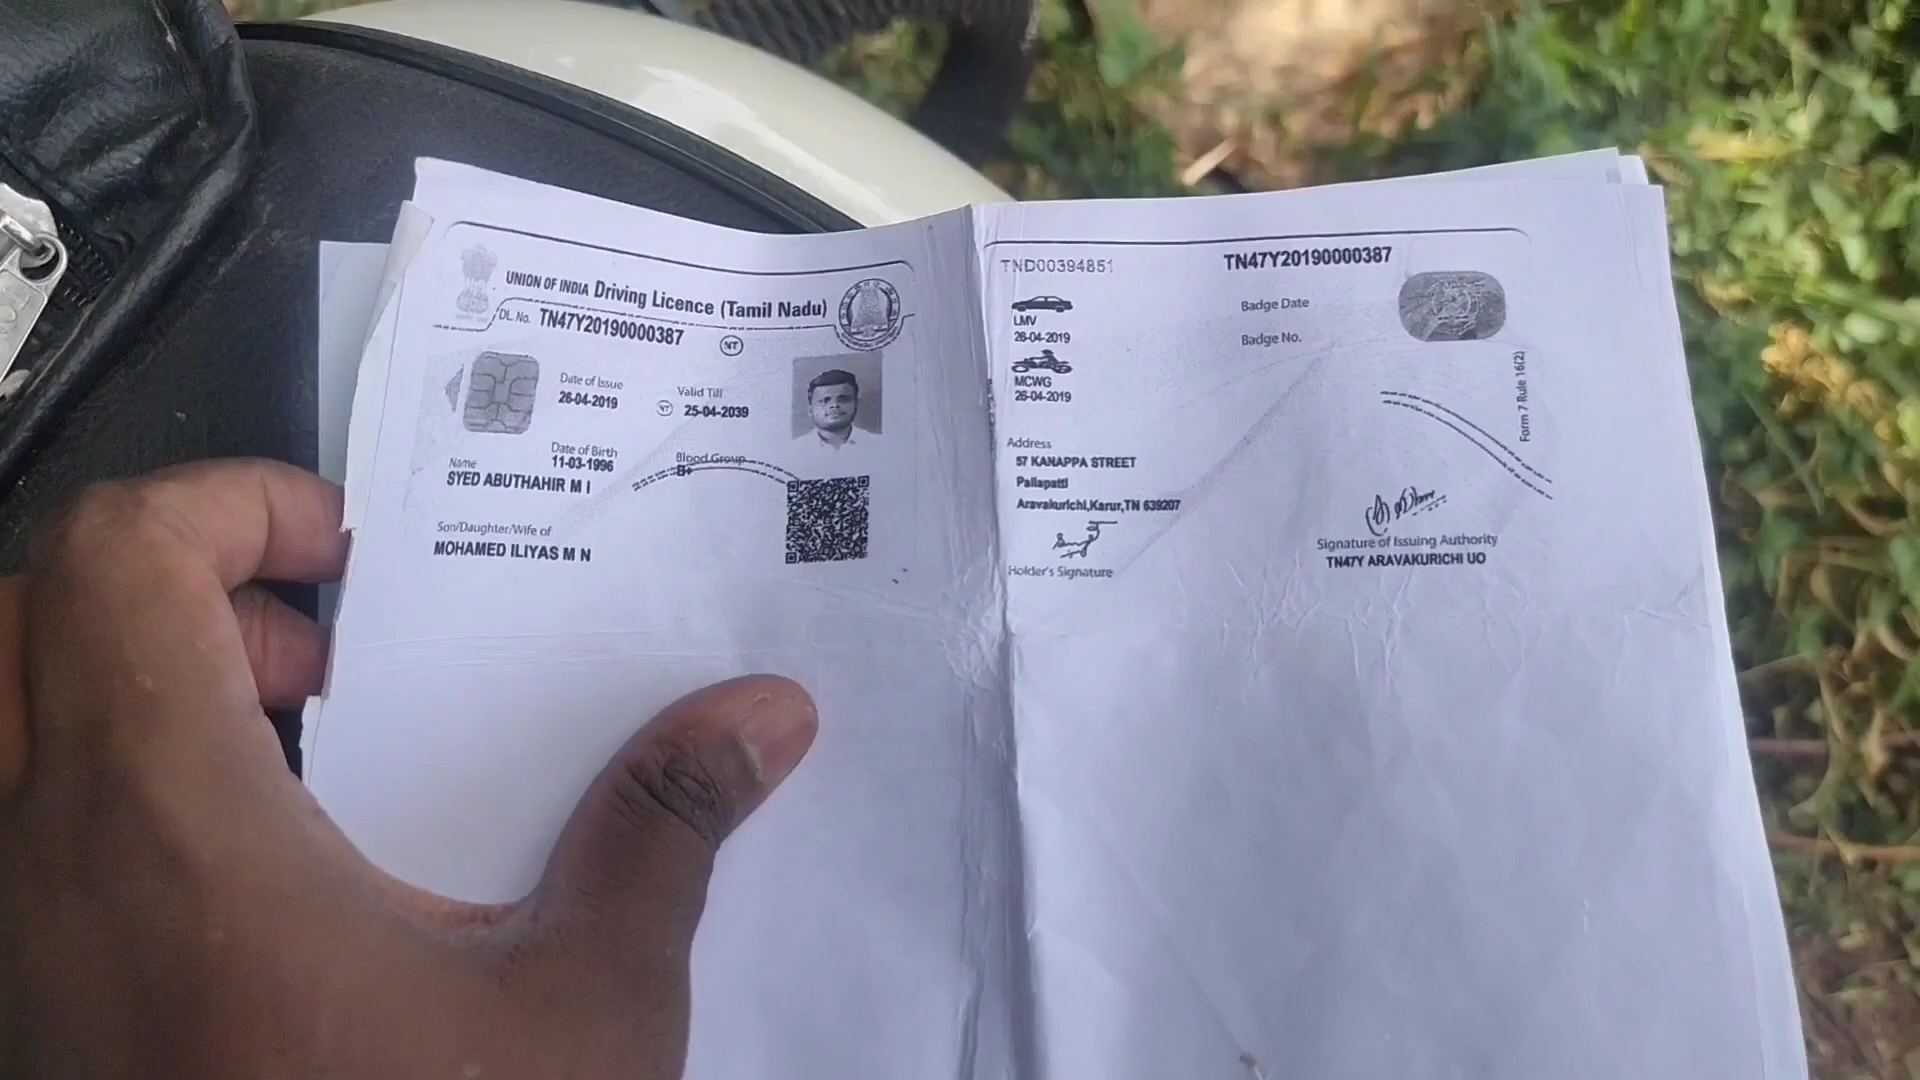 UNION OF INDIA Driving Licence (Tamil Nadu)
DL No. TN47Y20190000387
NT
Date of Issue
26-04-2019
Valid Till
NT 25-04-2039
Date of Birth
11-03-1996
Blood Group
B+
Name
SYED ABUTHAHIR M I
Son/Daughter/Wife of
MOHAMED ILIYAS M N
TND00394851
TN47Y20190000387
LMV
26-04-2019
MCWG
26-04-2019
Badge Date
Badge No.
Form 7 Rule 16(2)
Address
57 KANAPPA STREET
Pallapatti
Aravakurichi,Karur,TN 639207
Holder's Signature
Signature of Issuing Authority
TN47Y ARAVAKURICHI UO